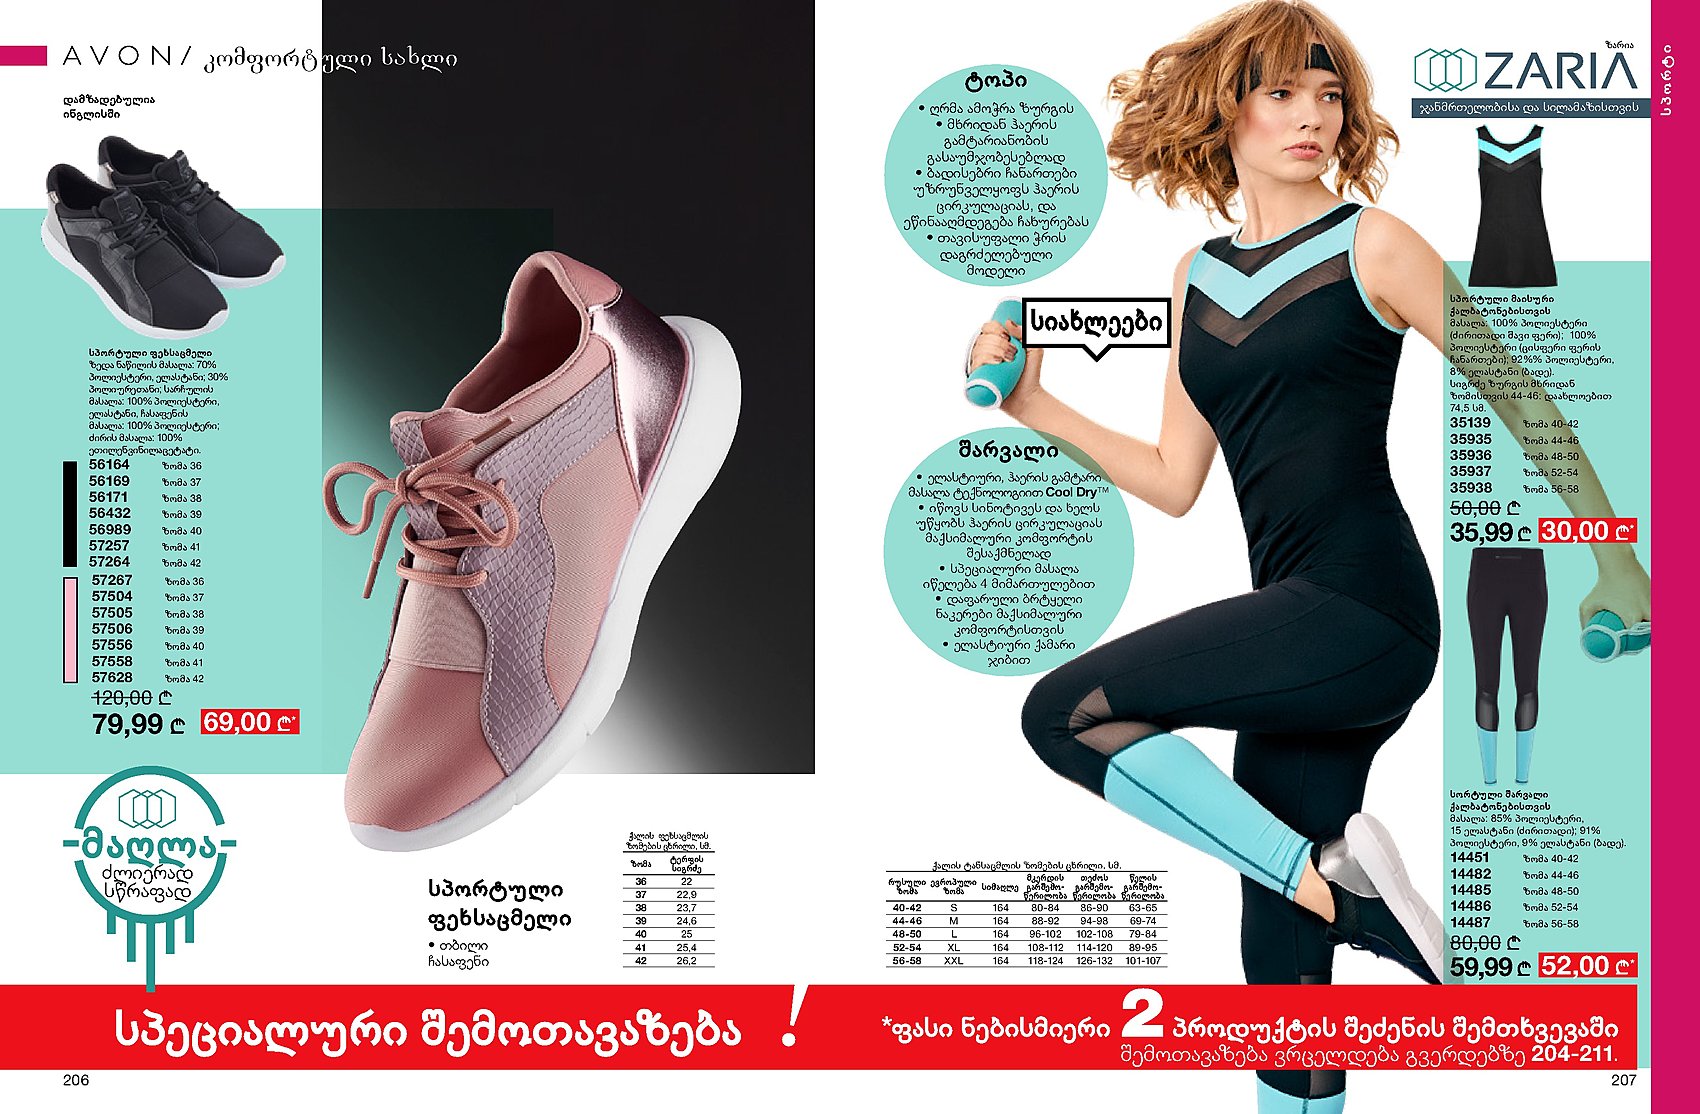 AVON / კომფორტული სახლი
დამზადებულია
ინგლისში
სპორტული ფეხსაცმელი
ზედა ნაწილის მასალა: 70%
პოლიესტერი, ელასტანი; 30%
პოლიურეთანი; სარჩულის
მასალა: 100% პოლიესტერი,
ელასტანი, ჩასაფენის
მასალა: 100% პოლიესტერი;
ძირის მასალა: 100%
ეთილენვინილაცეტატი.
56164 ზომა 36
56169 ზომა 37
56171 ზომა 38
56432 ზომა 39
56989 ზომა 40
57257 ზომა 41
57264 ზომა 42
57267 ზომა 36
57504 ზომა 37
57505 ზომა 38
57506 ზომა 39
57556 ზომა 40
57558 ზომა 41
57628 ზომა 42
120,00 ₾
79,99 ₾ 69,00 ₾*
მაღლა
ძლიერად
სწრაფად
სპორტული
ფეხსაცმელი
• თბილი
ჩასაფენი
ქალის ფეხსაცმლის
ზომების ცხრილი, სმ.
ზომა ტერფის სიგრძე
36 22
37 22,9
38 23,7
39 24,6
40 25
41 25,4
42 26,2
ტოპი
• ღრმა ამოჭრა ზურგის
• მხრიდან ჰაერის
გამტარიანობის
გასაუმჯობესებლად
• ბადისებრი ჩანართები
უზრუნველყოფს ჰაერის
ცირკულაციას, და
ეწინააღმდეგება ჩახურებას
• თავისუფალი ჭრის
დაგრძელებული
მოდელი
სიახლეები
შარვალი
• ელასტიური, ჰაერის გამტარი
მასალა ტექნოლოგიით Cool Dry™
• იწოვს სინოტივეს და ხელს
უწყობს ჰაერის ცირკულაციას
მაქსიმალური კომფორტის
შესაქმნელად
• სპეციალური მასალა
იწელება 4 მიმართულებით
• დაფარული ბრტყელი
ნაკერები მაქსიმალური
კომფორტისთვის
• ელასტიური ქამარი
ჯიბით
ქალის ტანსაცმლის ზომების ცხრილი, სმ.
რუსული ზომა ევროპული ზომა სიმაღლე მკერდის გარშემო-წერილობა თეძოს გარშემო-წერილობა წელის გარშემო-წერილობა
40-42 S 164 80-84 86-90 63-65
44-46 M 164 88-92 94-98 69-74
48-50 L 164 96-102 102-108 79-84
52-54 XL 164 108-112 114-120 89-95
56-58 XXL 164 118-124 126-132 101-107
ზარია
ZARIA
ჯანმრთელობისა და სილამაზისთვის
სპორტი
სპორტული მაისური
ქალბატონებისთვის
მასალა: 100% პოლიესტერი
(ძირითადი შავი ფერი); 100%
პოლიესტერი (ცისფერი ფერის
ჩანართები); 92%% პოლიესტერი,
8% ელასტანი (ბადე).
სიგრძე ზურგის მხრიდან
ზომისთვის 44-46: დაახლოებით
74,5 სმ.
35139 ზომა 40-42
35935 ზომა 44-46
35936 ზომა 48-50
35937 ზომა 52-54
35938 ზომა 56-58
50,00 ₾
35,99 ₾ 30,00 ₾*
სორტული შარვალი
ქალბატონებისთვის
მასალა: 85% პოლიესტერი,
15 ელასტანი (ძირითადი); 91%
პოლიესტერი, 9% ელასტანი (ბადე).
14451 ზომა 40-42
14482 ზომა 44-46
14485 ზომა 48-50
14486 ზომა 52-54
14487 ზომა 56-58
80,00 ₾
59,99 ₾ 52,00 ₾*
სპეციალური შემოთავაზება !
*ფასი ნებისმიერი 2 პროდუქტის შეძენის შემთხვევაში
შემოთავაზება ვრცელდება გვერდებზე 204-211.
206
207